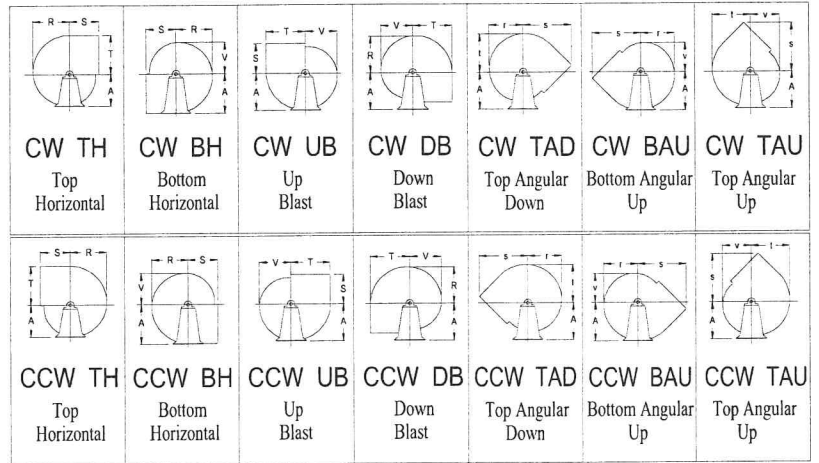 R S S R T V V T r s s r t v
T V S R t v s
A A A A A A A
CW TH CW BH CW UB CW DB CW TAD CW BAU CW TAU
Top Bottom Up Down Top Angular Bottom Angular Top Angular
Horizontal Horizontal Blast Blast Down Up Up
S R R S V T T V s r r s v t
T V S R t v s
A A A A A A A
CCW TH CCW BH CCW UB CCW DB CCW TAD CCW BAU CCW TAU
Top Bottom Up Down Top Angular Bottom Angular Top Angular
Horizontal Horizontal Blast Blast Down Up Up